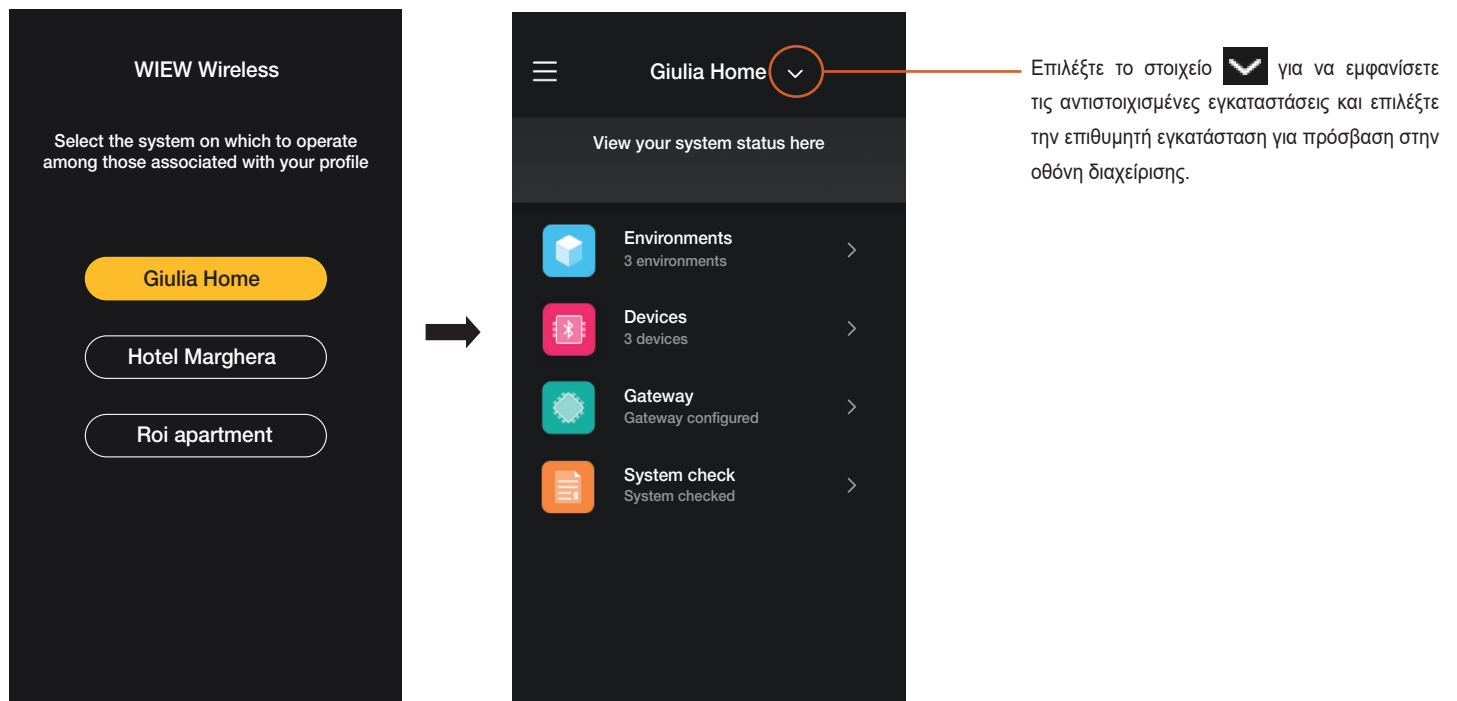 WIEW Wireless
Select the system on which to operate
among those associated with your profile
Giulia Home
Hotel Marghera
Roi apartment
Giulia Home
View your system status here
Environments
3 environments
Devices
3 devices
Gateway
Gateway configured
System check
System checked
Επιλέξτε το στοιχείο για να εμφανίσετε
τις αντιστοιχισμένες εγκαταστάσεις και επιλέξτε
την επιθυμητή εγκατάσταση για πρόσβαση στην
οθόνη διαχείρισης.